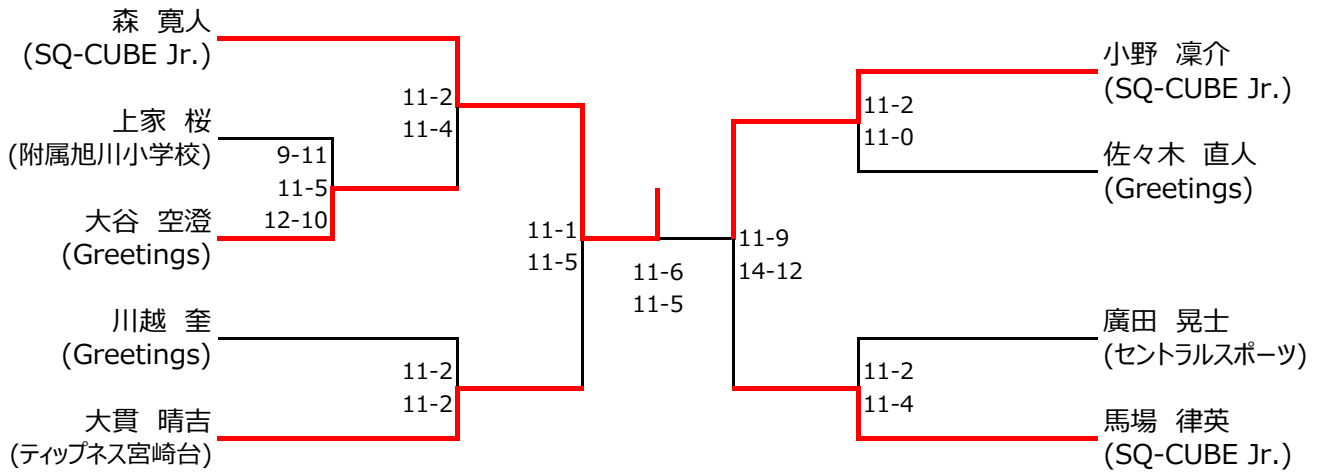 森 寛人
(SQ-CUBE Jr.)
上家 桜
(附属旭川小学校)
大谷 空澄
(Greetings)
川越 奎
(Greetings)
大貫 晴吉
(ティップネス宮崎台)
9-11
11-5
12-10
11-2
11-4
11-2
11-2
11-1
11-5
11-6
11-5
11-9
14-12
11-2
11-0
11-2
11-4
小野 凜介
(SQ-CUBE Jr.)
佐々木 直人
(Greetings)
廣田 晃士
(セントラルスポーツ)
馬場 律英
(SQ-CUBE Jr.)